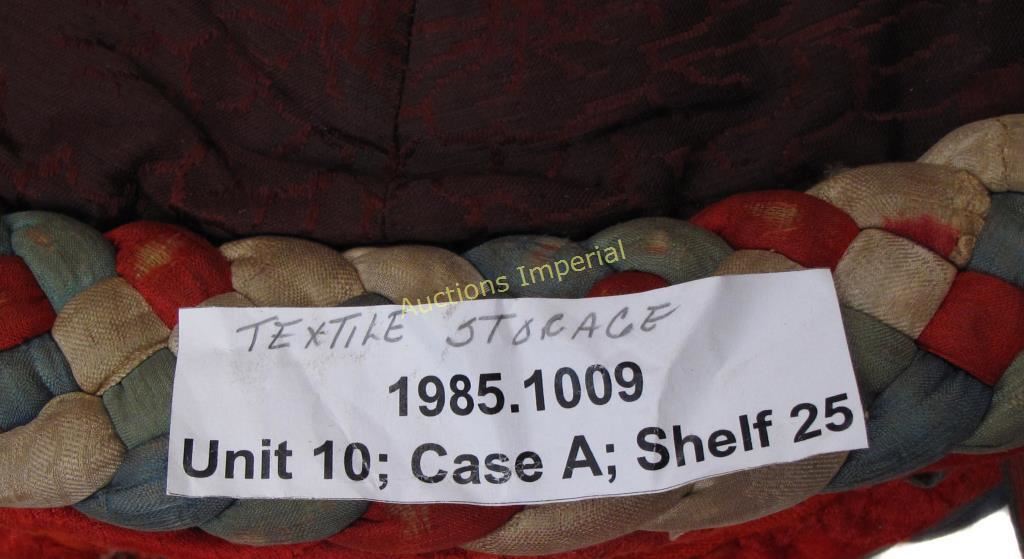 Auctions Imperial
TEXTILE STORAGE
1985.1009
Unit 10; Case A; Shelf 25